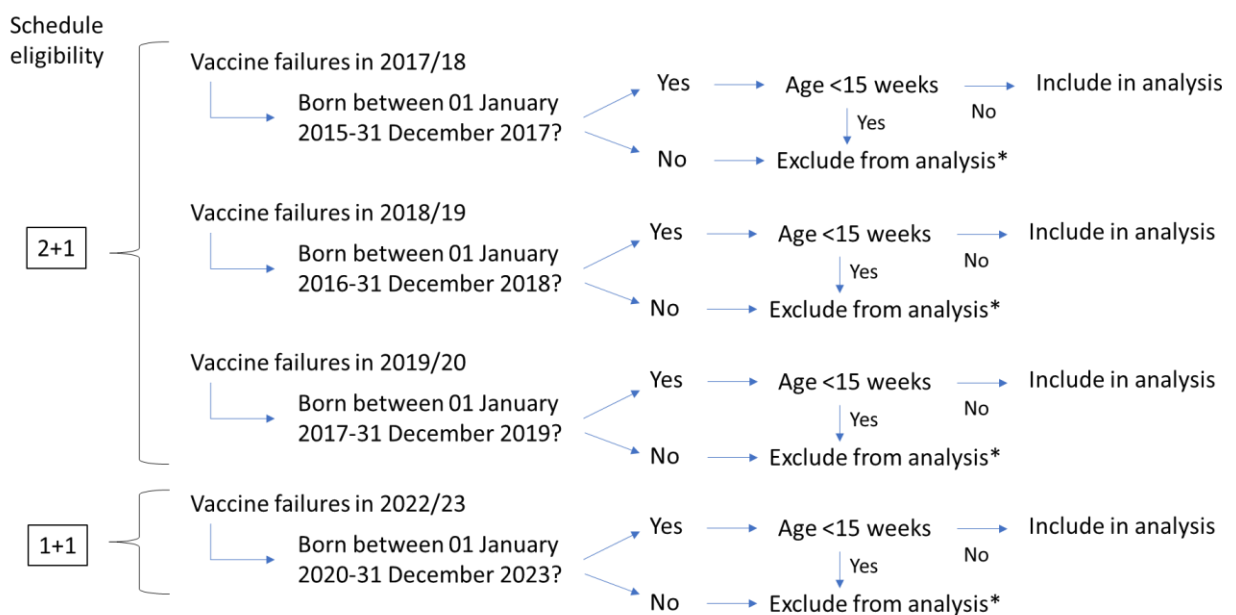 Schedule
eligibility
Vaccine failures in 2017/18
Born between 01 January
2015-31 December 2017?
Yes
Age <15 weeks
Include in analysis
Yes
No
No
Exclude from analysis*
2+1
Vaccine failures in 2018/19
Born between 01 January
2016-31 December 2018?
Yes
Age <15 weeks
Include in analysis
Yes
No
No
Exclude from analysis*
Vaccine failures in 2019/20
Born between 01 January
2017-31 December 2019?
Yes
Age <15 weeks
Include in analysis
Yes
No
No
Exclude from analysis*
1+1
Vaccine failures in 2022/23
Born between 01 January
2020-31 December 2023?
Yes
Age <15 weeks
Include in analysis
Yes
No
No
Exclude from analysis*